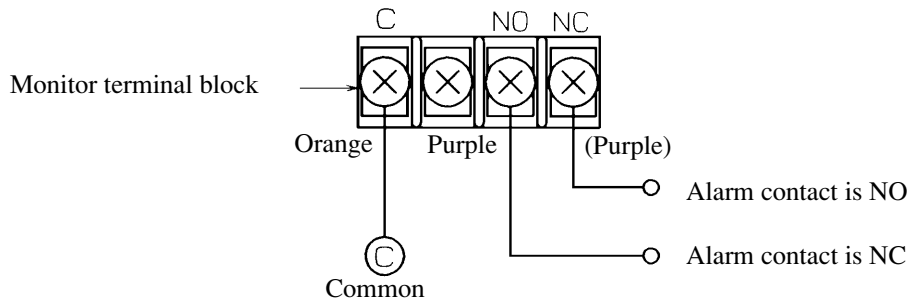 C NO NC
Monitor terminal block
Orange Purple (Purple)
Alarm contact is NO
C Alarm contact is NC
Common